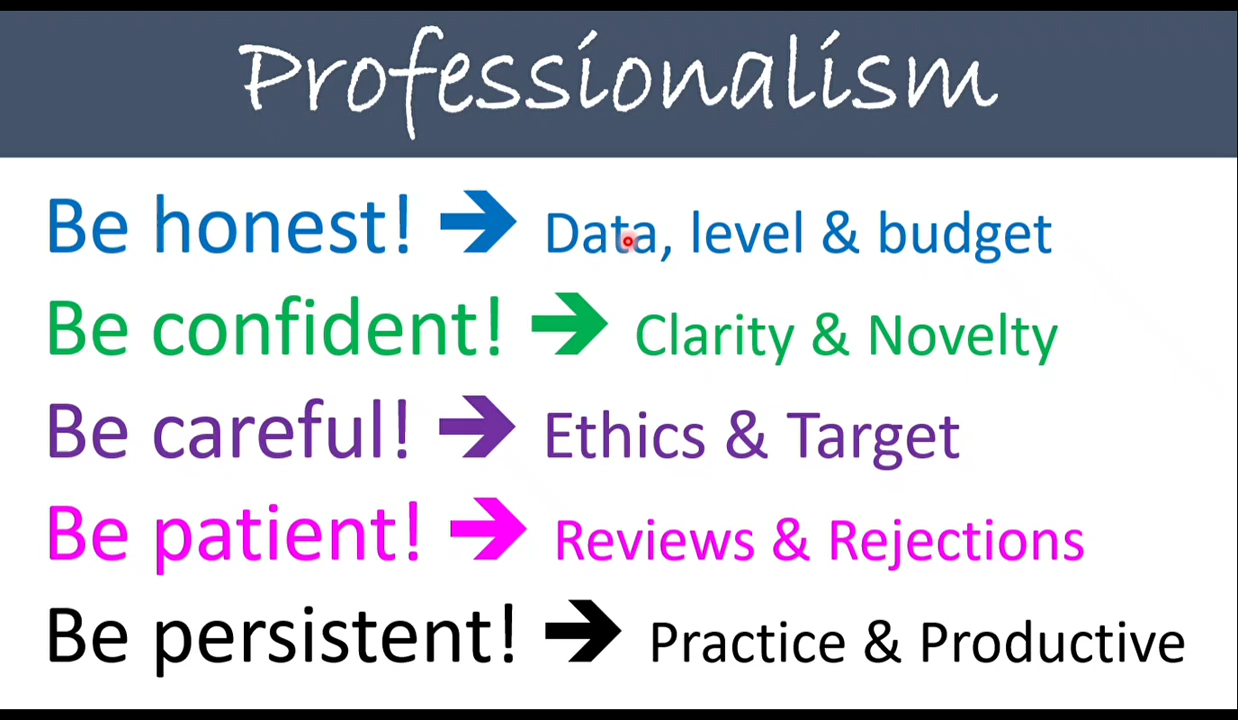 Professionalism
Be honest! ➔ Data, level & budget
Be confident! ➔ Clarity & Novelty
Be careful! ➔ Ethics & Target
Be patient! ➔ Reviews & Rejections
Be persistent! ➔ Practice & Productive